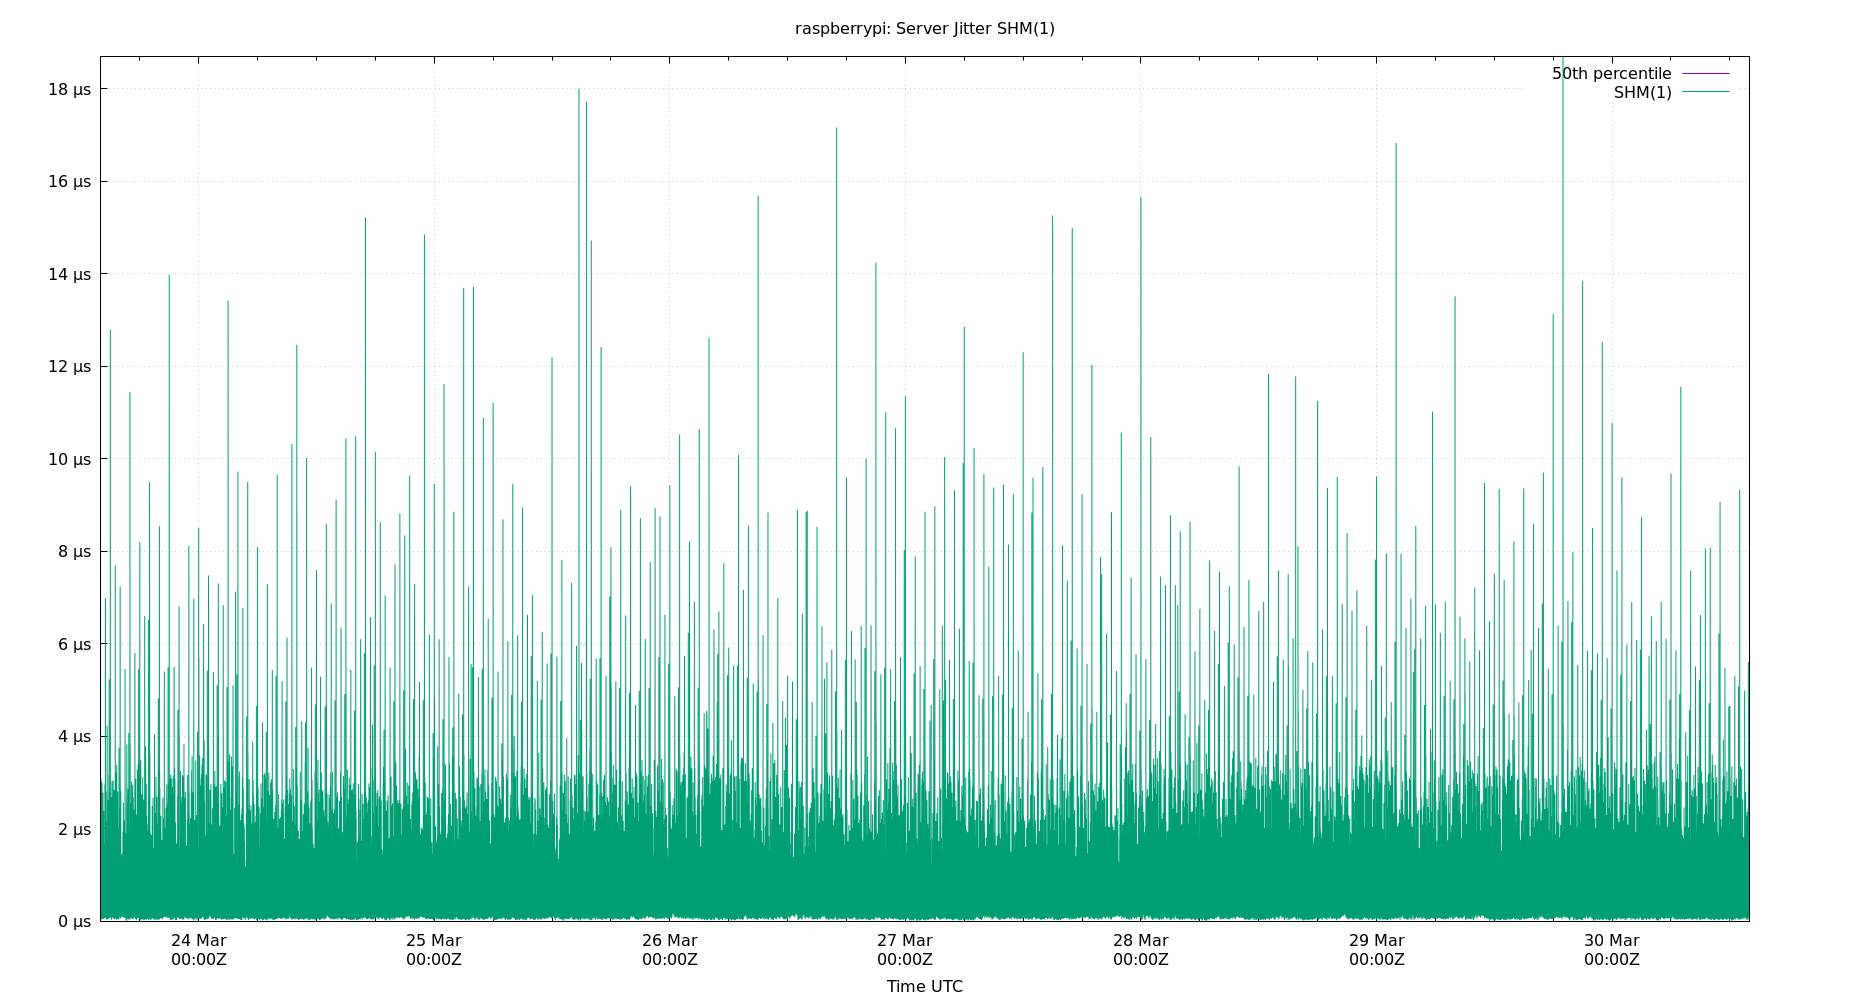 raspberrypi: Server Jitter SHM(1)
50th percentile
SHM(1)
18 µs
16 µs
14 µs
12 µs
10 µs
8 µs
6 µs
4 µs
2 µs
0 µs
24 Mar 25 Mar 26 Mar 27 Mar 28 Mar 29 Mar 30 Mar
00:00Z 00:00Z 00:00Z 00:00Z 00:00Z 00:00Z 00:00Z
Time UTC